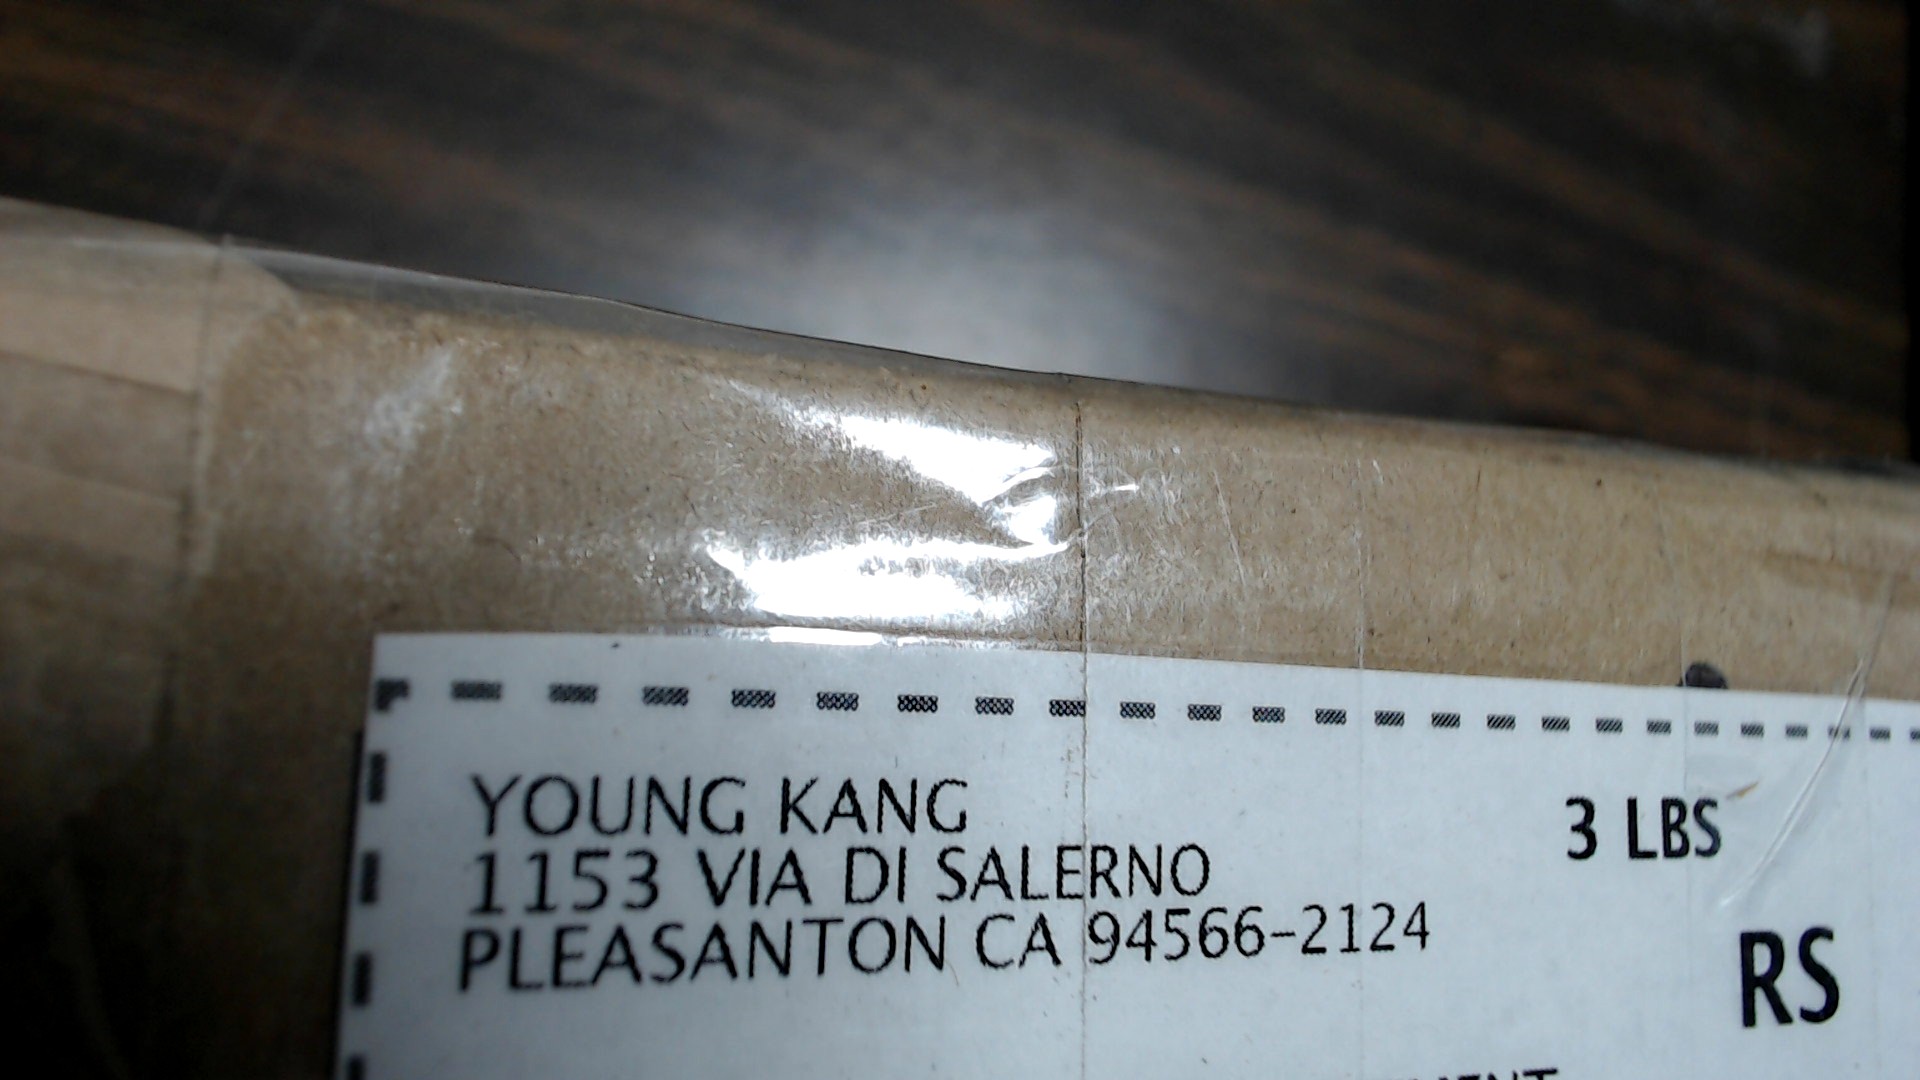 YOUNG KANG
1153 VIA DI SALERNO
PLEASANTON CA 94566-2124
3 LBS
RS